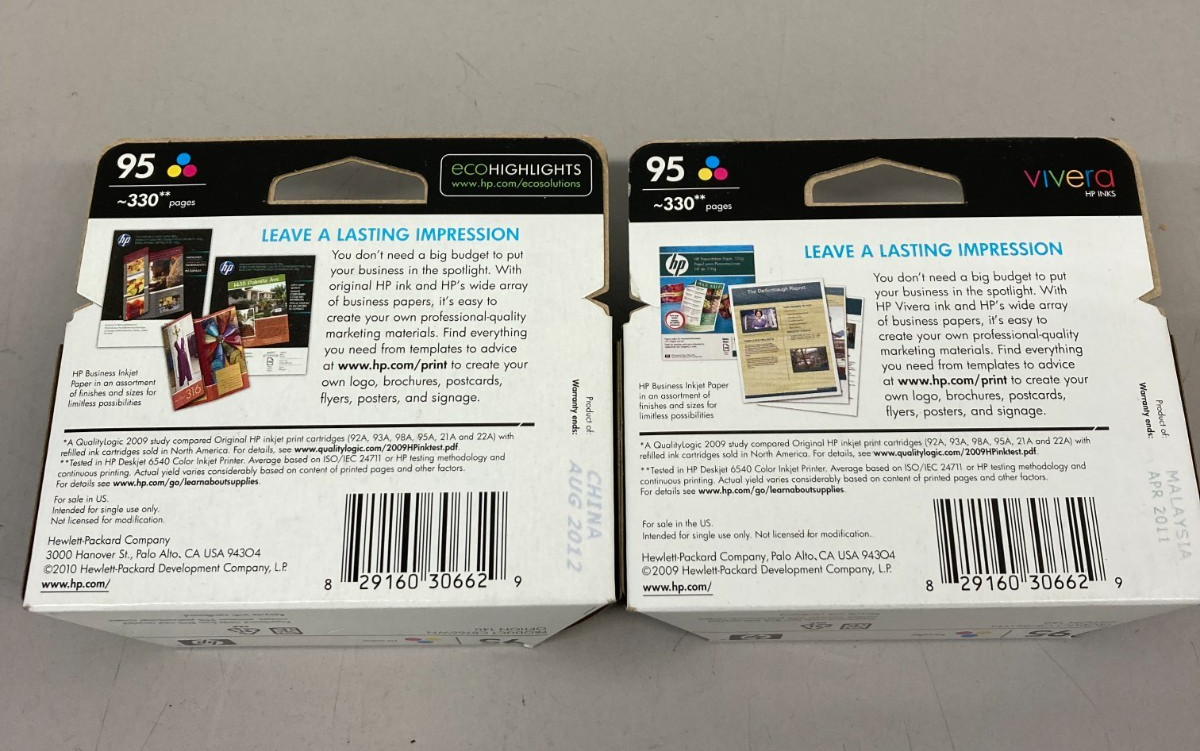 95
~330** pages
ecoHIGHLIGHTS
www.hp.com/ecosolutions
LEAVE A LASTING IMPRESSION
You don't need a big budget to put
your business in the spotlight. With
original HP ink and HP's wide array
of business papers, it's easy to
create your own professional-quality
marketing materials. Find everything
you need from templates to advice
at www.hp.com/print to create your
own logo, brochures, postcards,
flyers, posters, and signage.
hp
hp
316
HP Business Inkjet
Paper in an assortment
of finishes and sizes for
limitless possibilities
Product of:
Warranty ends:
CHINA
AUG 2012
*A QualityLogic 2009 study compared Original HP inkjet print cartridges (92A, 93A, 98A, 95A, 21A and 22A) with
refilled ink cartridges sold in North America. For details, see www.qualitylogic.com/2009HPinktest.pdf.
**Tested in HP Deskjet 6540 Color Inkjet Printer. Average based on ISO/IEC 24711 or HP testing methodology and
continuous printing. Actual yield varies considerably based on content of printed pages and other factors.
For details see www.hp.com/go/learnaboutsupplies.
For sale in US.
Intended for single use only.
Not licensed for modification.
Hewlett-Packard Company
3000 Hanover St., Palo Alto, CA USA 94304
©2010 Hewlett-Packard Development Company, L.P.
www.hp.com/
8 29160 30662 9
95
~330** pages
vivera
HP INKS
LEAVE A LASTING IMPRESSION
You don't need a big budget to put
your business in the spotlight. With
HP Vivera ink and HP's wide array
of business papers, it's easy to
create your own professional-quality
marketing materials. Find everything
you need from templates to advice
at www.hp.com/print to create your
own logo, brochures, postcards,
flyers, posters, and signage.
hp
HP Business Inkjet Paper
in an assortment of
finishes and sizes for
limitless possibilities
Product of:
Warranty ends:
MALAYSIA
APR 2011
*A QualityLogic 2009 study compared Original HP inkjet print cartridges (92A, 93A, 98A, 95A, 21A and 22A) with
refilled ink cartridges sold in North America. For details, see www.qualitylogic.com/2009HPinktest.pdf.
**Tested in HP Deskjet 6540 Color Inkjet Printer. Average based on ISO/IEC 24711 or HP testing methodology and
continuous printing. Actual yield varies considerably based on content of printed pages and other factors.
For details see www.hp.com/go/learnaboutsupplies.
For sale in the US.
Intended for single use only. Not licensed for modification.
Hewlett-Packard Company, Palo Alto, CA USA 94304
©2009 Hewlett-Packard Development Company, L.P.
www.hp.com/
8 29160 30662 9
95
hp
95
hp